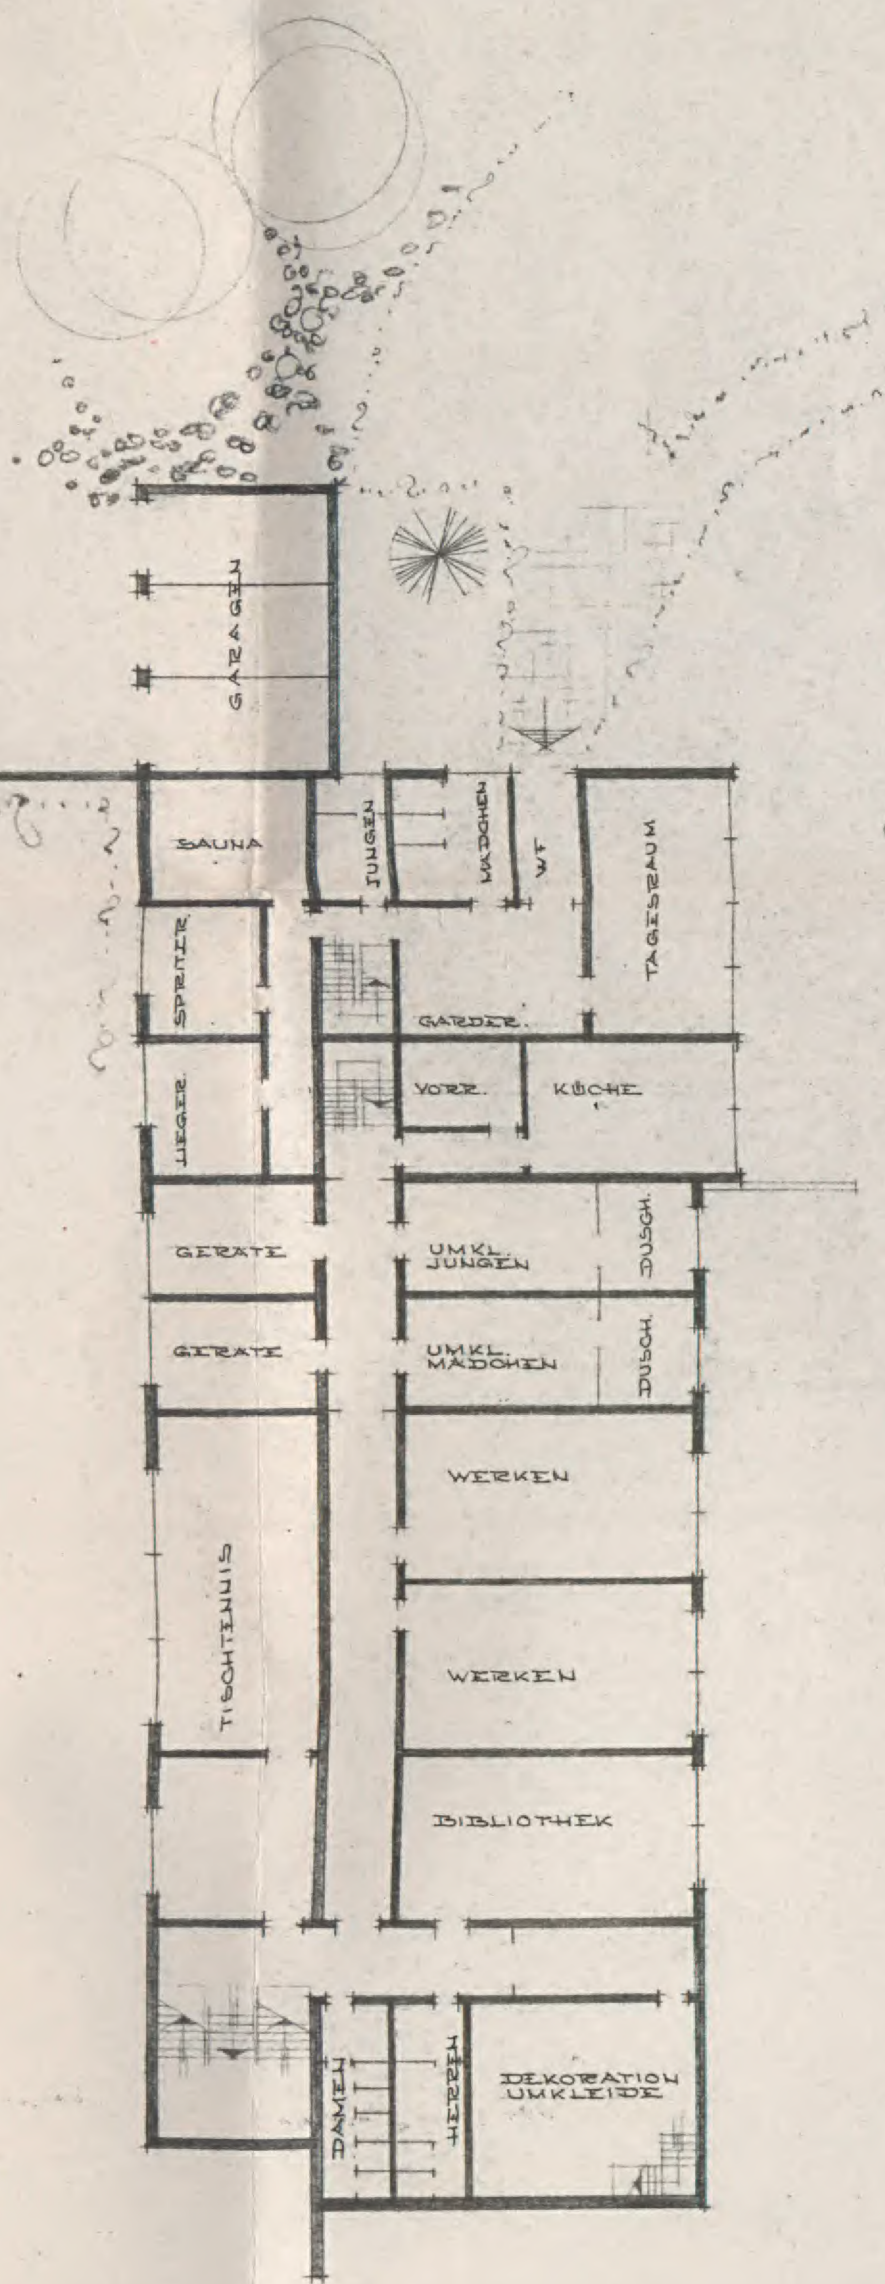 GARAGEN
SAUNA
JUNGEN
MÄDCHEN
WF
TAGESRAUM
SPRITZR.
GARDER.
LIEGER.
VORR.
KÜCHE
GERÄTE
UMKL.
JUNGEN
DUSCH.
GERÄTE
UMKL.
MÄDCHEN
DUSCH.
WERKEN
TISCHTENNIS
WERKEN
BIBLIOTHEK
DAMEN
HERREN
DEKORATION
UMKLEIDE